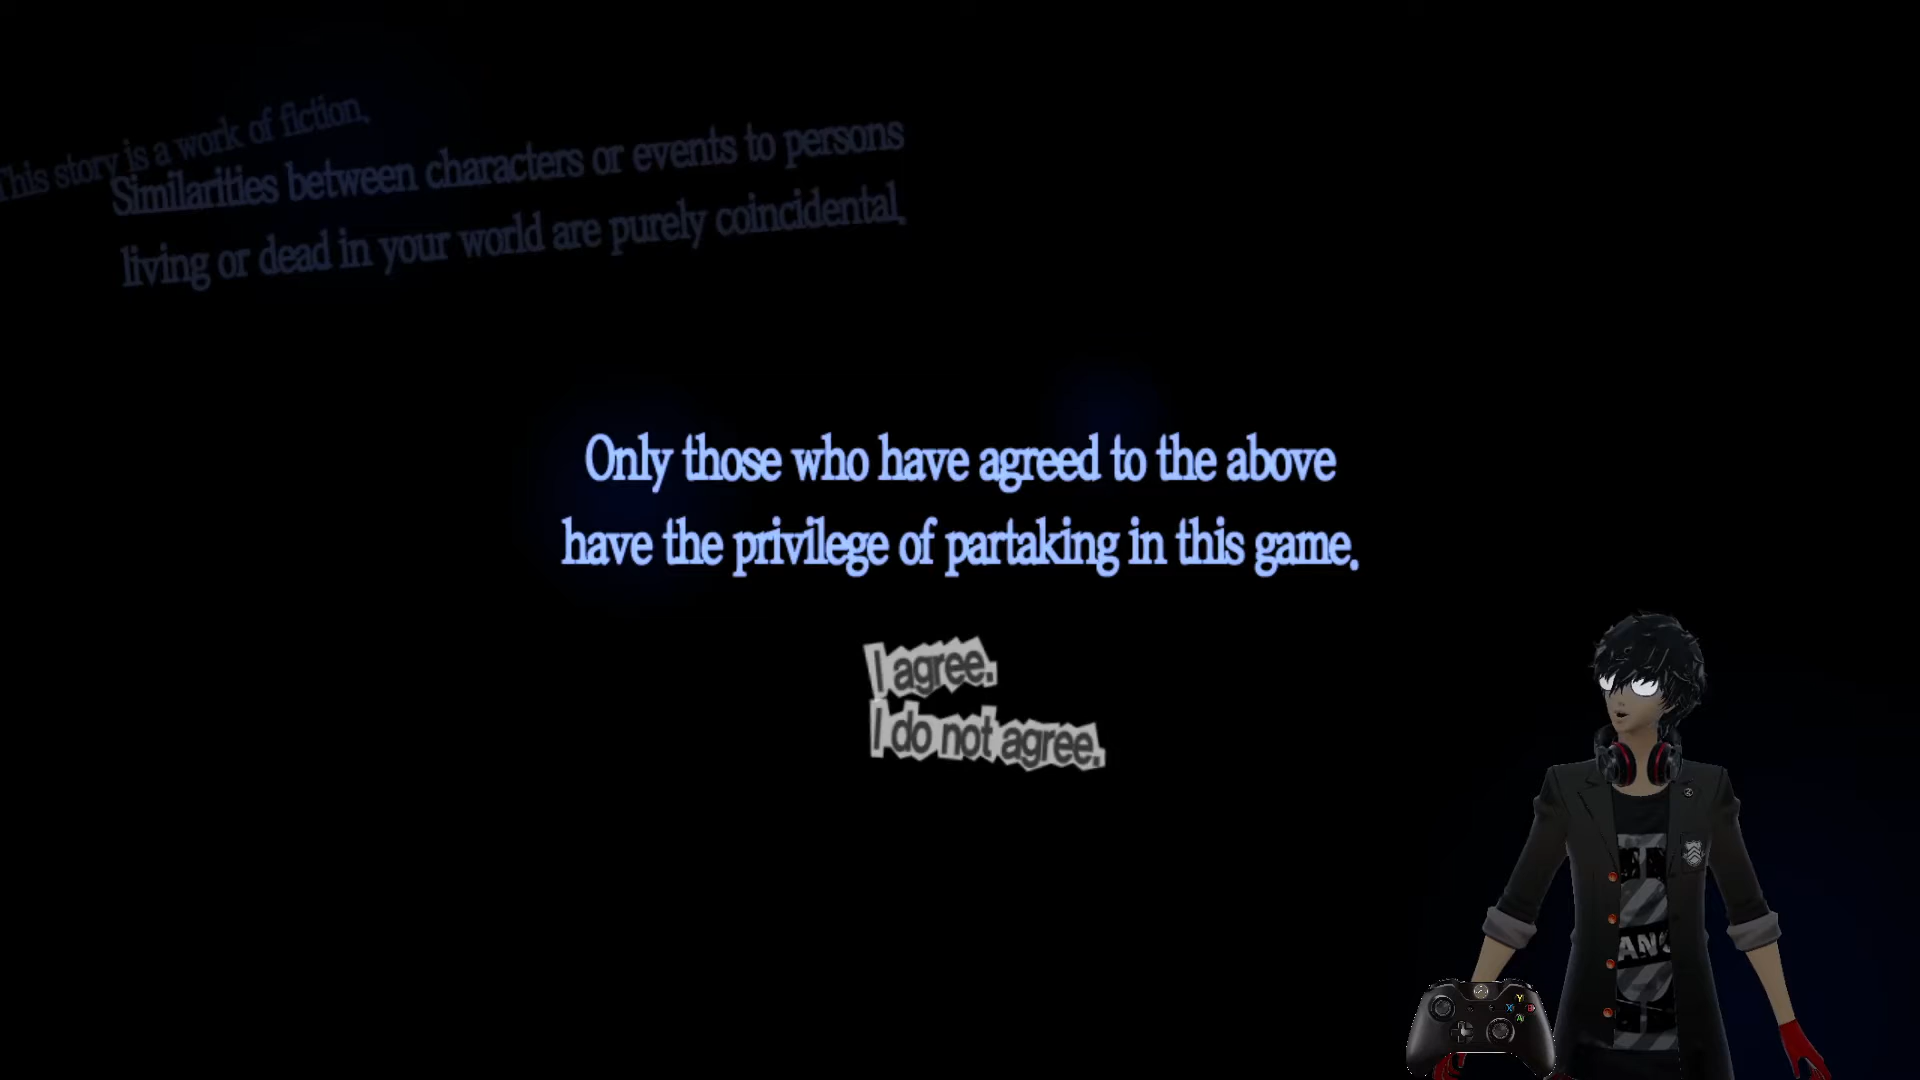 This story is a work of fiction.
Similarities between characters or events to persons
living or dead in your world are purely coincidental.
Only those who have agreed to the above
have the privilege of partaking in this game.
I agree.
I do not agree.